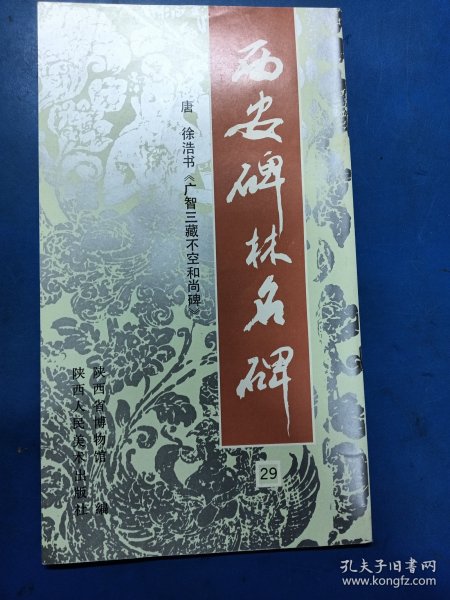 西安碑林名碑
唐 徐浩书《广智三藏不空和尚碑》
陕西省博物馆
陕西人民美术出版社
编
29
孔夫子旧书网
www.kongfz.com